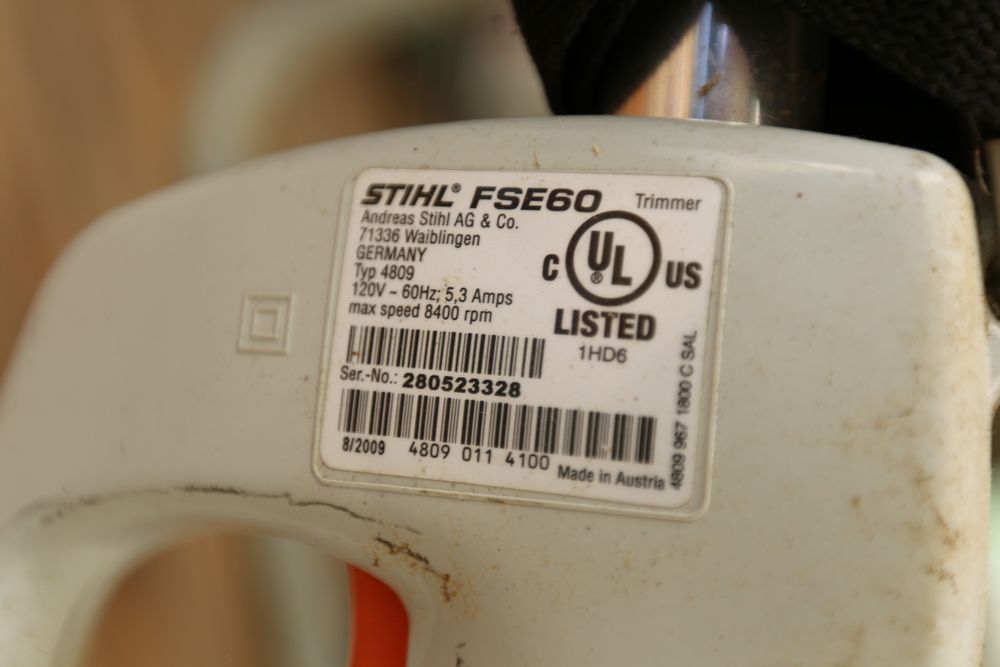 STIHL® FSE60 Trimmer
Andreas Stihl AG & Co.
71336 Waiblingen
GERMANY
Typ 4809
120V ~ 60Hz; 5,3 Amps
max speed 8400 rpm
C UL® US
LISTED
1HD6
Ser.-No.: 280523328
8/2009 4809 011 4100 Made in Austria
4809 967 1800 C SAL